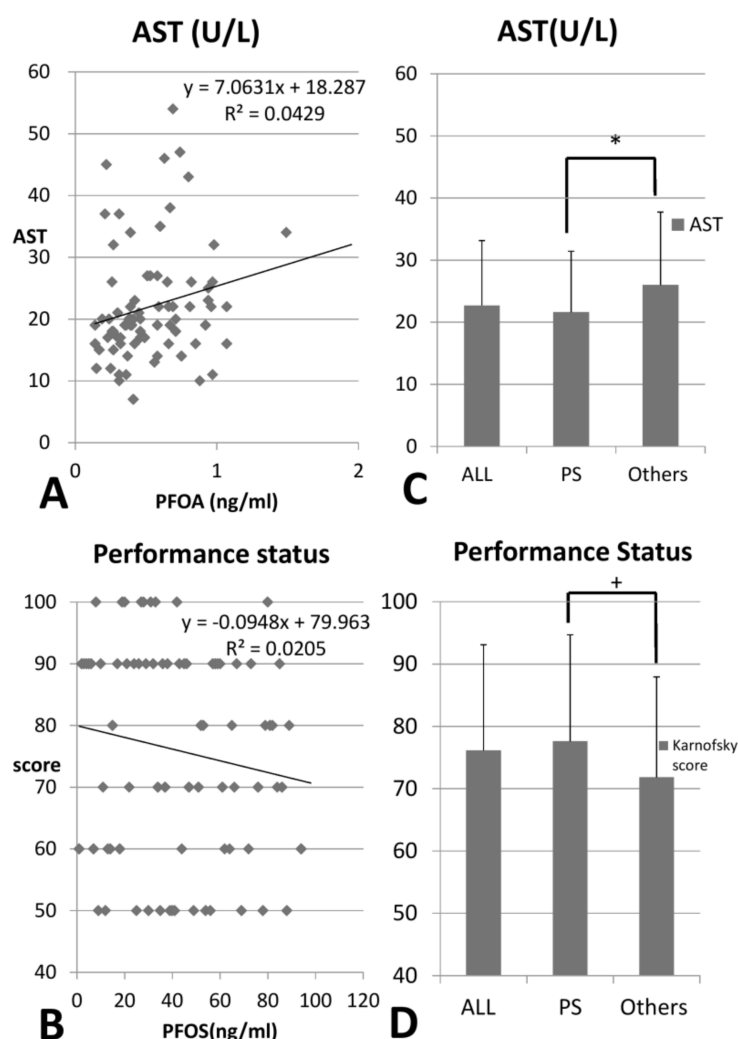 AST (U/L)
60
50
40
30
20
10
0
AST
y = 7.0631x + 18.287
R² = 0.0429
0
1
2
PFOA (ng/ml)
A
AST(U/L)
60
50
40
30
20
10
0
*
AST
ALL
PS
Others
C
Performance status
100
90
80
70
60
50
40
score
y = -0.0948x + 79.963
R² = 0.0205
0
20
40
60
80
100
120
PFOS(ng/ml)
B
Performance Status
100
90
80
70
60
50
40
+
Karnofsky
score
ALL
PS
Others
D